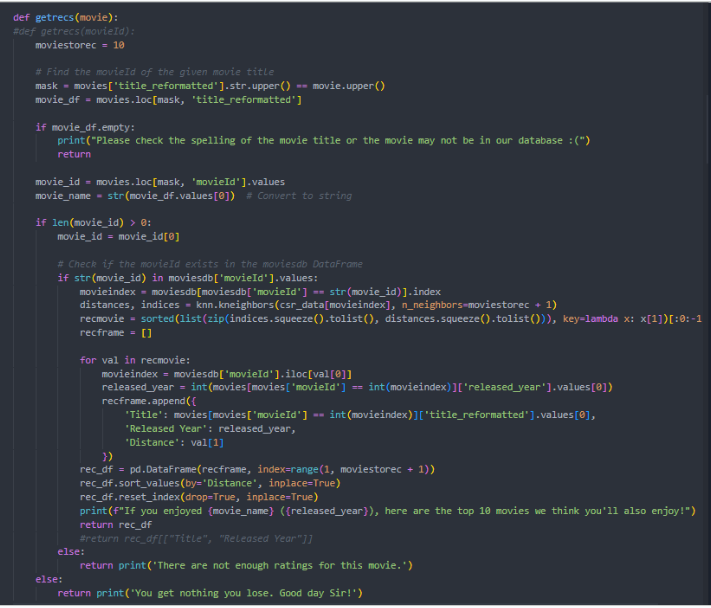 def getrecs(movie):
#def getrecs(movieId):
    moviestorec = 10

    # Find the movieId of the given movie title
    mask = movies['title_reformatted'].str.upper() == movie.upper()
    movie_df = movies.loc[mask, 'title_reformatted']

    if movie_df.empty:
        print("Please check the spelling of the movie title or the movie may not be in our database :(")
        return

    movie_id = movies.loc[mask, 'movieId'].values
    movie_name = str(movie_df.values[0])  # Convert to string

    if len(movie_id) > 0:
        movie_id = movie_id[0]

        # Check if the movieId exists in the moviesdb DataFrame
        if str(movie_id) in moviesdb['movieId'].values:
            movieindex = moviesdb[moviesdb['movieId'] == str(movie_id)].index
            distances, indices = knn.kneighbors(csr_data[movieindex], n_neighbors=moviestorec + 1)
            recmovie = sorted(list(zip(indices.squeeze().tolist(), distances.squeeze().tolist())), key=lambda x: x[1])[:0:-1
            recframe = []

            for val in recmovie:
                movieindex = moviesdb['movieId'].iloc[val[0]]
                released_year = int(movies[movies['movieId'] == int(movieindex)]['released_year'].values[0])
                recframe.append({
                    'Title': movies[movies['movieId'] == int(movieindex)]['title_reformatted'].values[0],
                    'Released Year': released_year,
                    'Distance': val[1]
                })
            rec_df = pd.DataFrame(recframe, index=range(1, moviestorec + 1))
            rec_df.sort_values(by='Distance', inplace=True)
            rec_df.reset_index(drop=True, inplace=True)
            print(f"If you enjoyed {movie_name} ({released_year}), here are the top 10 movies we think you'll also enjoy!")
            return rec_df
            #return rec_df[["Title", "Released Year"]]
        else:
            return print('There are not enough ratings for this movie.')
    else:
        return print('You get nothing you lose. Good day Sir!')